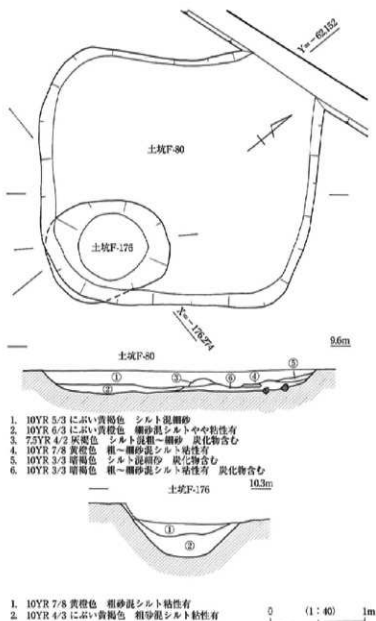 Y=-62,152
土坑F-80
土坑F-176
X=-176,274
9.6m
土坑F-80
① ③ ⑥ ④ ⑤
②
1. 10YR 5/3 にぶい黄褐色 シルト混細砂
2. 10YR 6/3 にぶい黄橙色 細砂混シルトやや粘性有
3. 7.5YR 4/2 灰褐色 シルト混粗~細砂 炭化物含む
4. 10YR 7/8 黄橙色 粗~細砂混シルト粘性有
5. 10YR 3/3 暗褐色 シルト混細砂 炭化物含む
6. 10YR 3/3 暗褐色 粗~細砂混シルト粘性有 炭化物含む
土坑F-176
10.3m
①
②
1. 10YR 7/8 黄橙色 粗砂混シルト粘性有
2. 10YR 4/3 にぶい黄褐色 粗砂混シルト粘性有
0 (1:40) 1m